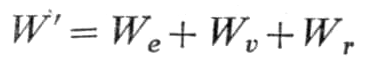 W' = W_e + W_v + W_r